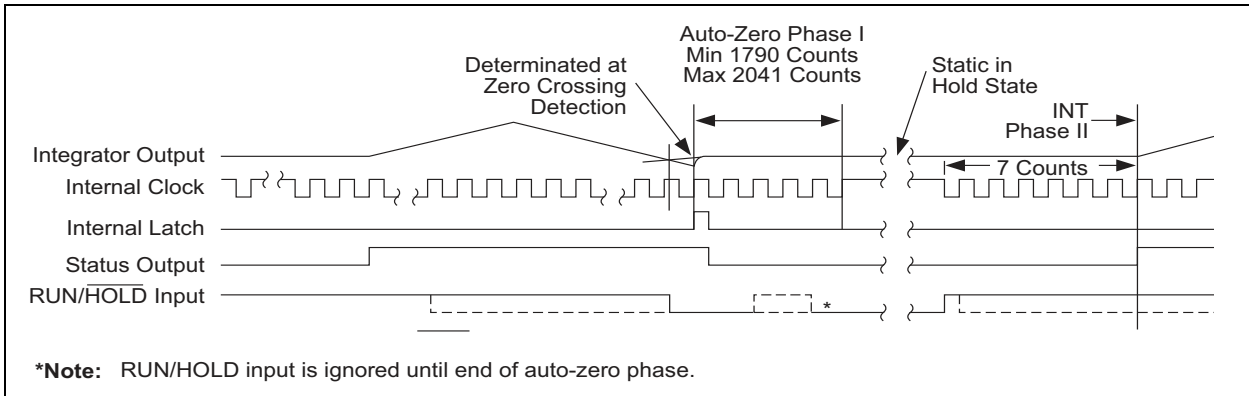 Auto-Zero Phase I
Min 1790 Counts
Max 2041 Counts
Determinated at
Zero Crossing
Detection
Static in
Hold State
INT
Phase II
Integrator Output
7 Counts
Internal Clock
Internal Latch
Status Output
RUN/HOLD Input
*
*Note: RUN/HOLD input is ignored until end of auto-zero phase.